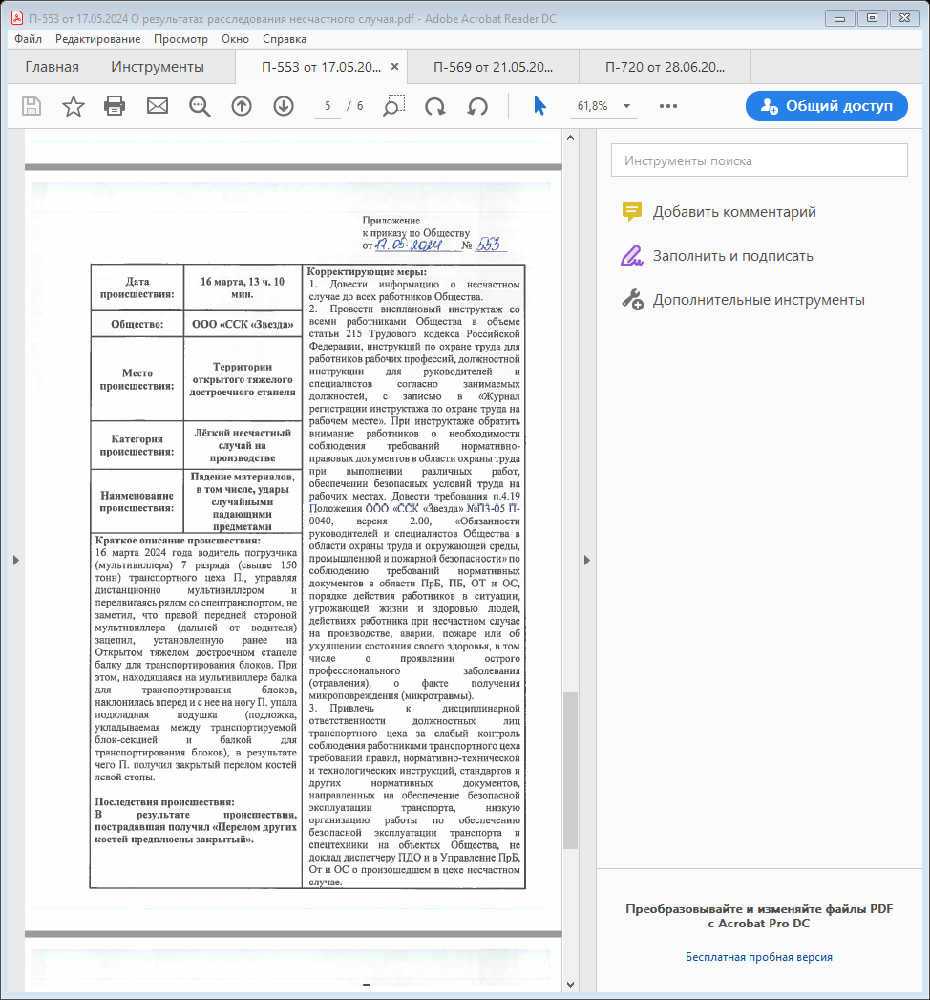 П-553 от 17.05.2024 О результатах расследования несчастного случая.pdf - Adobe Acrobat Reader DC
Файл Редактирование Просмотр Окно Справка
Главная Инструменты П-553 от 17.05.20... × П-569 от 21.05.20... П-720 от 28.06.20...
5 / 6 61,8% Общий доступ
Приложение
к приказу по Обществу
от 17.05.2024 № 553
Дата
происшествия:
16 марта, 13 ч. 10
мин.
Общество:
ООО «ССК «Звезда»
Место
происшествия:
Территории
открытого тяжелого
достроечного стапеля
Категория
происшествия:
Лёгкий несчастный
случай на
производстве
Наименование
происшествия:
Падение материалов,
в том числе, удары
случайными
падающими
предметами
Краткое описание происшествия:
16 марта 2024 года водитель погрузчика
(мультивиллера) 7 разряда (свыше 150
тонн) транспортного цеха П., управляя
дистанционно мультивиллером и
передвигаясь рядом со спецтранспортом, не
заметил, что правой передней стороной
мультивиллера (дальней от водителя)
зацепил, установленную ранее на
Открытом тяжелом достроечном стапеле
балку для транспортирования блоков. При
этом, находящаяся на мультивиллере балка
для транспортирования блоков,
наклонилась вперед и с нее на ногу П. упала
подкладная подушка (подложка,
укладываемая между транспортируемой
блок-секцией и балкой для
транспортирования блоков), в результате
чего П. получил закрытый перелом костей
левой стопы.
Последствия происшествия:
В результате происшествия,
пострадавшая получил «Перелом других
костей предплюсны закрытый».
Корректирующие меры:
1. Довести информацию о несчастном
случае до всех работников Общества.
2. Провести внеплановый инструктаж со
всеми работниками Общества в объеме
статьи 215 Трудового кодекса Российской
Федерации, инструкций по охране труда для
работников рабочих профессий, должностной
инструкции для руководителей и
специалистов согласно занимаемых
должностей, с записью в «Журнал
регистрации инструктажа по охране труда на
рабочем месте». При инструктаже обратить
внимание работников о необходимости
соблюдения требований нормативно-
правовых документов в области охраны труда
при выполнении различных работ,
обеспечении безопасных условий труда на
рабочих местах. Довести требования п.4.19
Положения ООО «ССК «Звезда» №П3-05 П-
0040, версия 2.00, «Обязанности
руководителей и специалистов Общества в
области охраны труда и окружающей среды,
промышленной и пожарной безопасности» по
соблюдению требований нормативных
документов в области ПрБ, ПБ, ОТ и ОС,
порядке действия работников в ситуации,
угрожающей жизни и здоровью людей,
действиях работника при несчастном случае
на производстве, аварии, пожаре или об
ухудшении состояния своего здоровья, в том
числе о проявлении острого
профессионального заболевания
(отравления), о факте получения
микроповреждения (микротравмы).
3. Привлечь к дисциплинарной
ответственности должностных лиц
транспортного цеха за слабый контроль
соблюдения работниками транспортного цеха
требований правил, нормативно-технической
и технологических инструкций, стандартов и
других нормативных документов,
направленных на обеспечение безопасной
эксплуатации транспорта, низкую
организацию работы по обеспечению
безопасной эксплуатации транспорта и
спецтехники на объектах Общества, не
доклад диспетчеру ПДО и в Управление ПрБ,
От и ОС о произошедшем в цехе несчастном
случае.
Инструменты поиска
Добавить комментарий
Заполнить и подписать
Дополнительные инструменты
Преобразовывайте и изменяйте файлы PDF
с Acrobat Pro DC
Бесплатная пробная версия